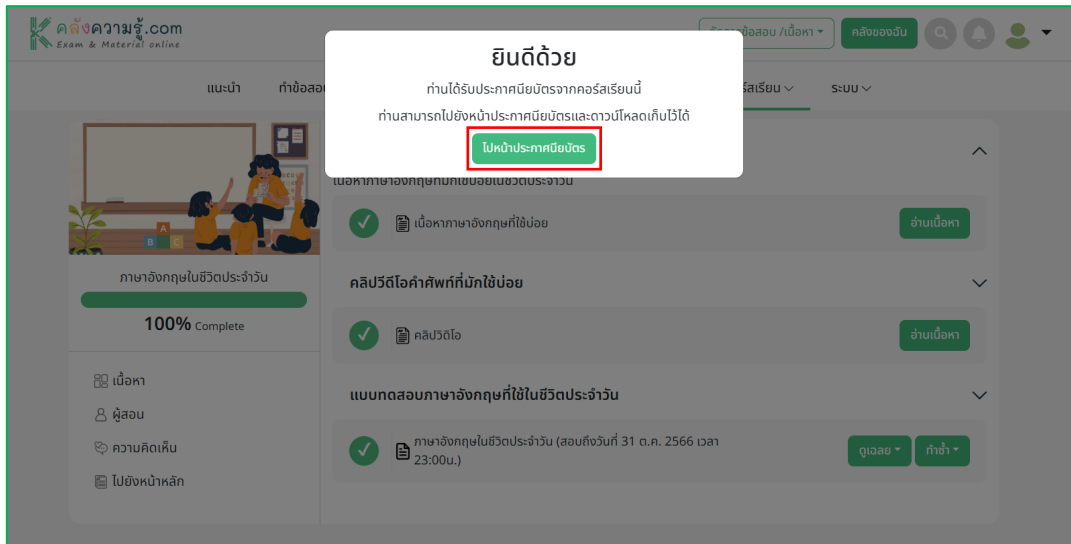 คลังความรู้.com
Exam & Material online
ข้อสอบ /เนื้อหา
คลังของฉัน
แนะนำ
ทำข้อสอบ
ระบบ
ยินดีด้วย
ท่านได้รับประกาศนียบัตรจากคอร์สเรียนนี้
ท่านสามารถไปยังหน้าประกาศนียบัตรและดาวน์โหลดเก็บไว้ได้
ไปหน้าประกาศนียบัตร
เนื้อหาภาษาอังกฤษที่มักใช้บ่อยในชีวิตประจำวัน
เนื้อหาภาษาอังกฤษที่ใช้บ่อย
อ่านเนื้อหา
A
B C
ภาษาอังกฤษในชีวิตประจำวัน
100% Complete
คลิปวีดีโอคำศัพท์ที่มักใช้บ่อย
คลิปวิดิโอ
อ่านเนื้อหา
เนื้อหา
ผู้สอน
ความคิดเห็น
ไปยังหน้าหลัก
แบบทดสอบภาษาอังกฤษที่ใช้ในชีวิตประจำวัน
ภาษาอังกฤษในชีวิตประจำวัน (สอบถึงวันที่ 31 ต.ค. 2566 เวลา
23:00น.)
ดูเฉลย
ทำซ้ำ